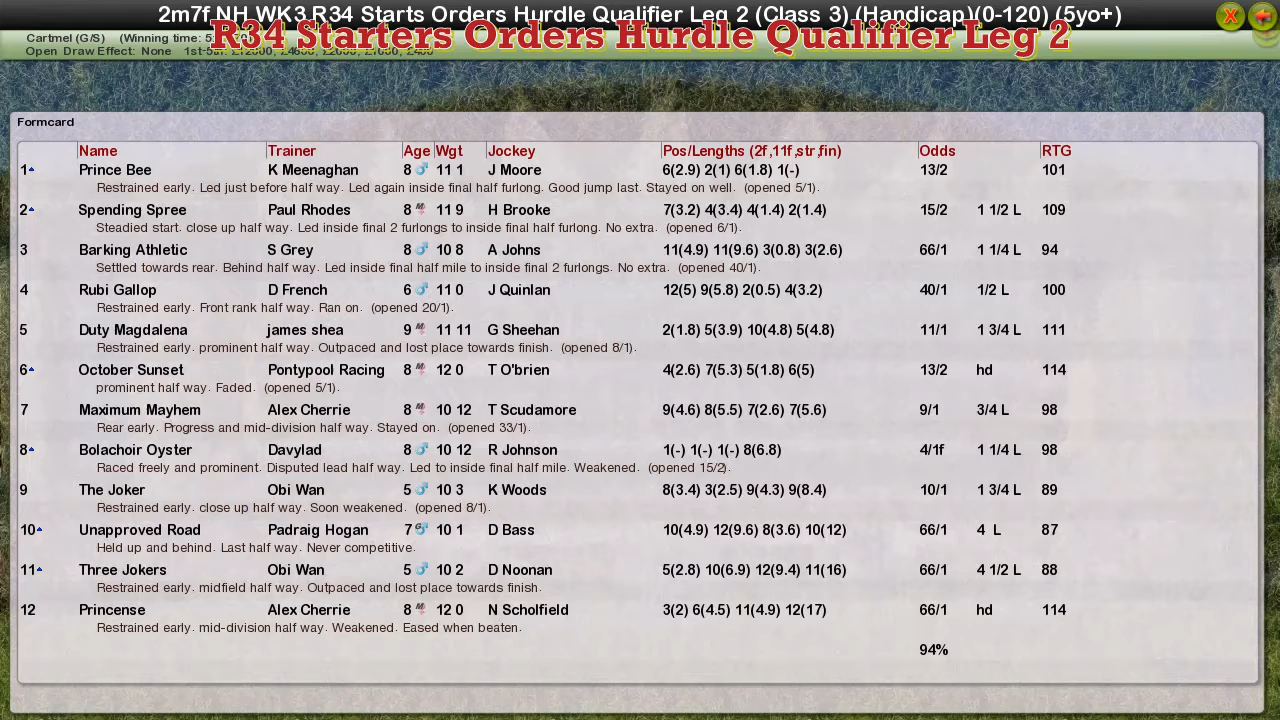 2m7f NH WK3 R34 Starts Orders Hurdle Qualifier Leg 2 (Class 3) (Handicap)(0-120) (5yo+)
R34 Starters Orders Hurdle Qualifier Leg 2
Cartmel (G/S) (Winning time:
Open Draw Effect: None 1st-5th: £12000, £4600, £2000, £1000, £400
Formcard
Name Trainer Age Wgt Jockey Pos/Lengths (2f,11f,str,fin) Odds RTG
1 Prince Bee K Meenaghan 8 11 1 J Moore 6(2.9) 2(1) 6(1.8) 1(-) 13/2 101
Restrained early. Led just before half way. Led again inside final half furlong. Good jump last. Stayed on well. (opened 5/1).
2 Spending Spree Paul Rhodes 8 11 9 H Brooke 7(3.2) 4(3.4) 4(1.4) 2(1.4) 15/2 1 1/2 L 109
Steadied start. close up half way. Led inside final 2 furlongs to inside final half furlong. No extra. (opened 6/1).
3 Barking Athletic S Grey 8 10 8 A Johns 11(4.9) 11(9.6) 3(0.8) 3(2.6) 66/1 1 1/4 L 94
Settled towards rear. Behind half way. Led inside final half mile to inside final 2 furlongs. No extra. (opened 40/1).
4 Rubi Gallop D French 6 11 0 J Quinlan 12(5) 9(5.8) 2(0.5) 4(3.2) 40/1 1/2 L 100
Restrained early. Front rank half way. Ran on. (opened 20/1).
5 Duty Magdalena james shea 9 11 11 G Sheehan 2(1.8) 5(3.9) 10(4.8) 5(4.8) 11/1 1 3/4 L 111
Restrained early. prominent half way. Outpaced and lost place towards finish. (opened 8/1).
6 October Sunset Pontypool Racing 8 12 0 T O'brien 4(2.6) 7(5.3) 5(1.8) 6(5) 13/2 hd 114
prominent half way. Faded. (opened 5/1).
7 Maximum Mayhem Alex Cherrie 8 10 12 T Scudamore 9(4.6) 8(5.5) 7(2.6) 7(5.6) 9/1 3/4 L 98
Rear early. Progress and mid-division half way. Stayed on. (opened 33/1).
8 Bolachoir Oyster Davylad 8 10 12 R Johnson 1(-) 1(-) 1(-) 8(6.8) 4/1f 1 1/4 L 98
Raced freely and prominent. Disputed lead half way. Led to inside final half mile. Weakened. (opened 15/2).
9 The Joker Obi Wan 5 10 3 K Woods 8(3.4) 3(2.5) 9(4.3) 9(8.4) 10/1 1 3/4 L 89
Restrained early. close up half way. Soon weakened. (opened 8/1).
10 Unapproved Road Padraig Hogan 7 10 1 D Bass 10(4.9) 12(9.6) 8(3.6) 10(12) 66/1 4 L 87
Held up and behind. Last half way. Never competitive.
11 Three Jokers Obi Wan 5 10 2 D Noonan 5(2.8) 10(6.9) 12(9.4) 11(16) 66/1 4 1/2 L 88
Restrained early. midfield half way. Outpaced and lost place towards finish.
12 Princense Alex Cherrie 8 12 0 N Scholfield 3(2) 6(4.5) 11(4.9) 12(17) 66/1 hd 114
Restrained early. mid-division half way. Weakened. Eased when beaten.
94%